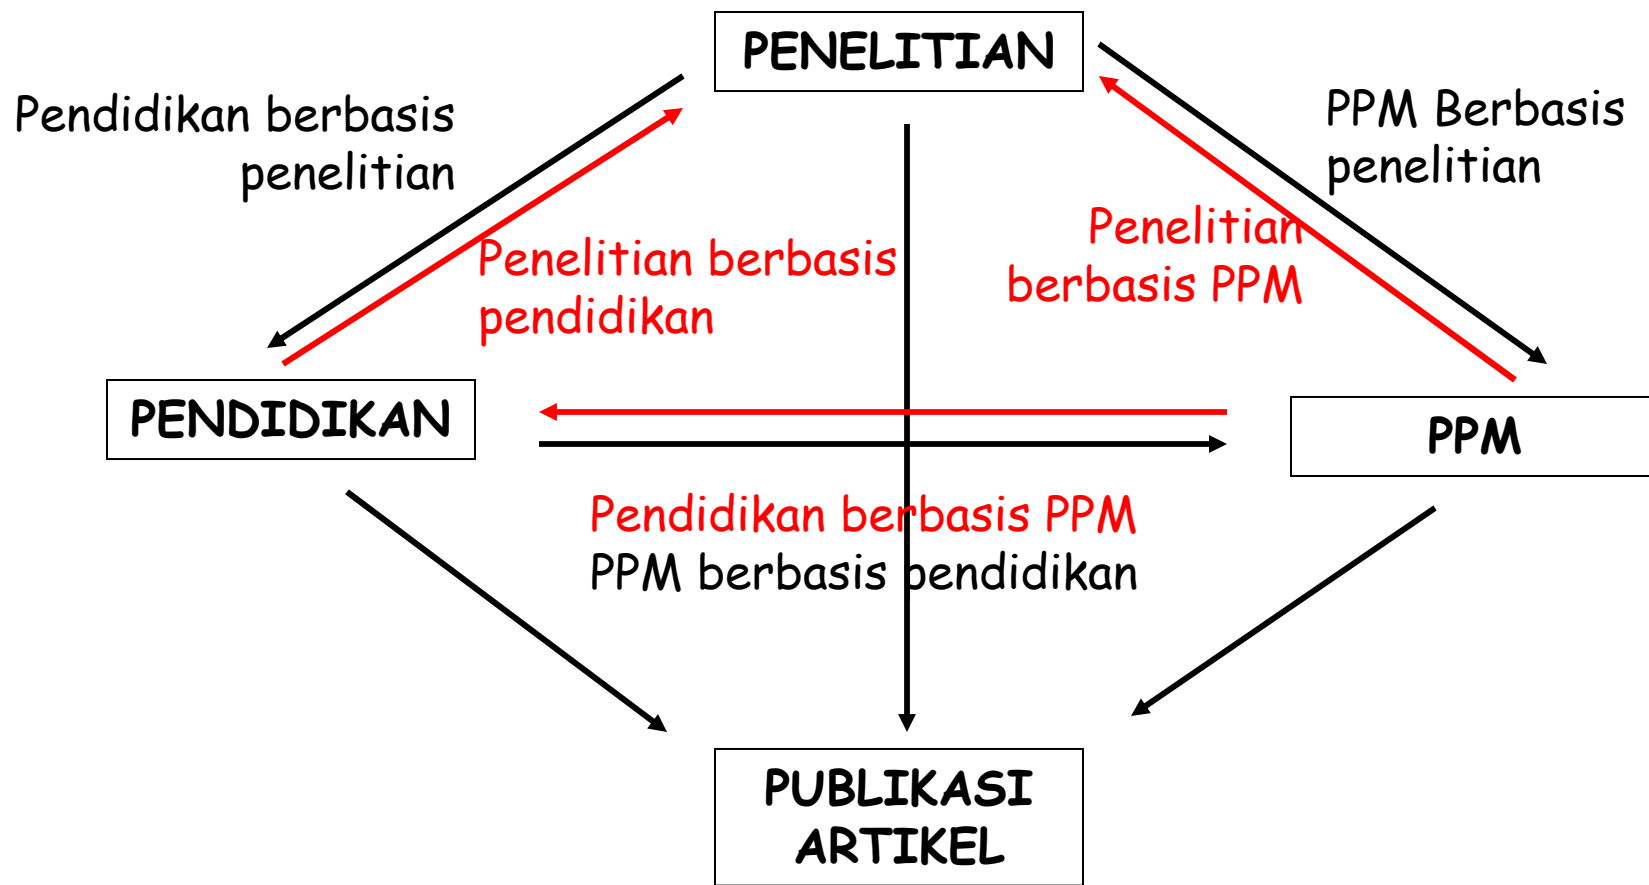 PENELITIAN
Pendidikan berbasis
penelitian
PPM Berbasis
penelitian
Penelitian berbasis
pendidikan
Penelitian
berbasis PPM
PENDIDIKAN
PPM
Pendidikan berbasis PPM
PPM berbasis pendidikan
PUBLIKASI
ARTIKEL